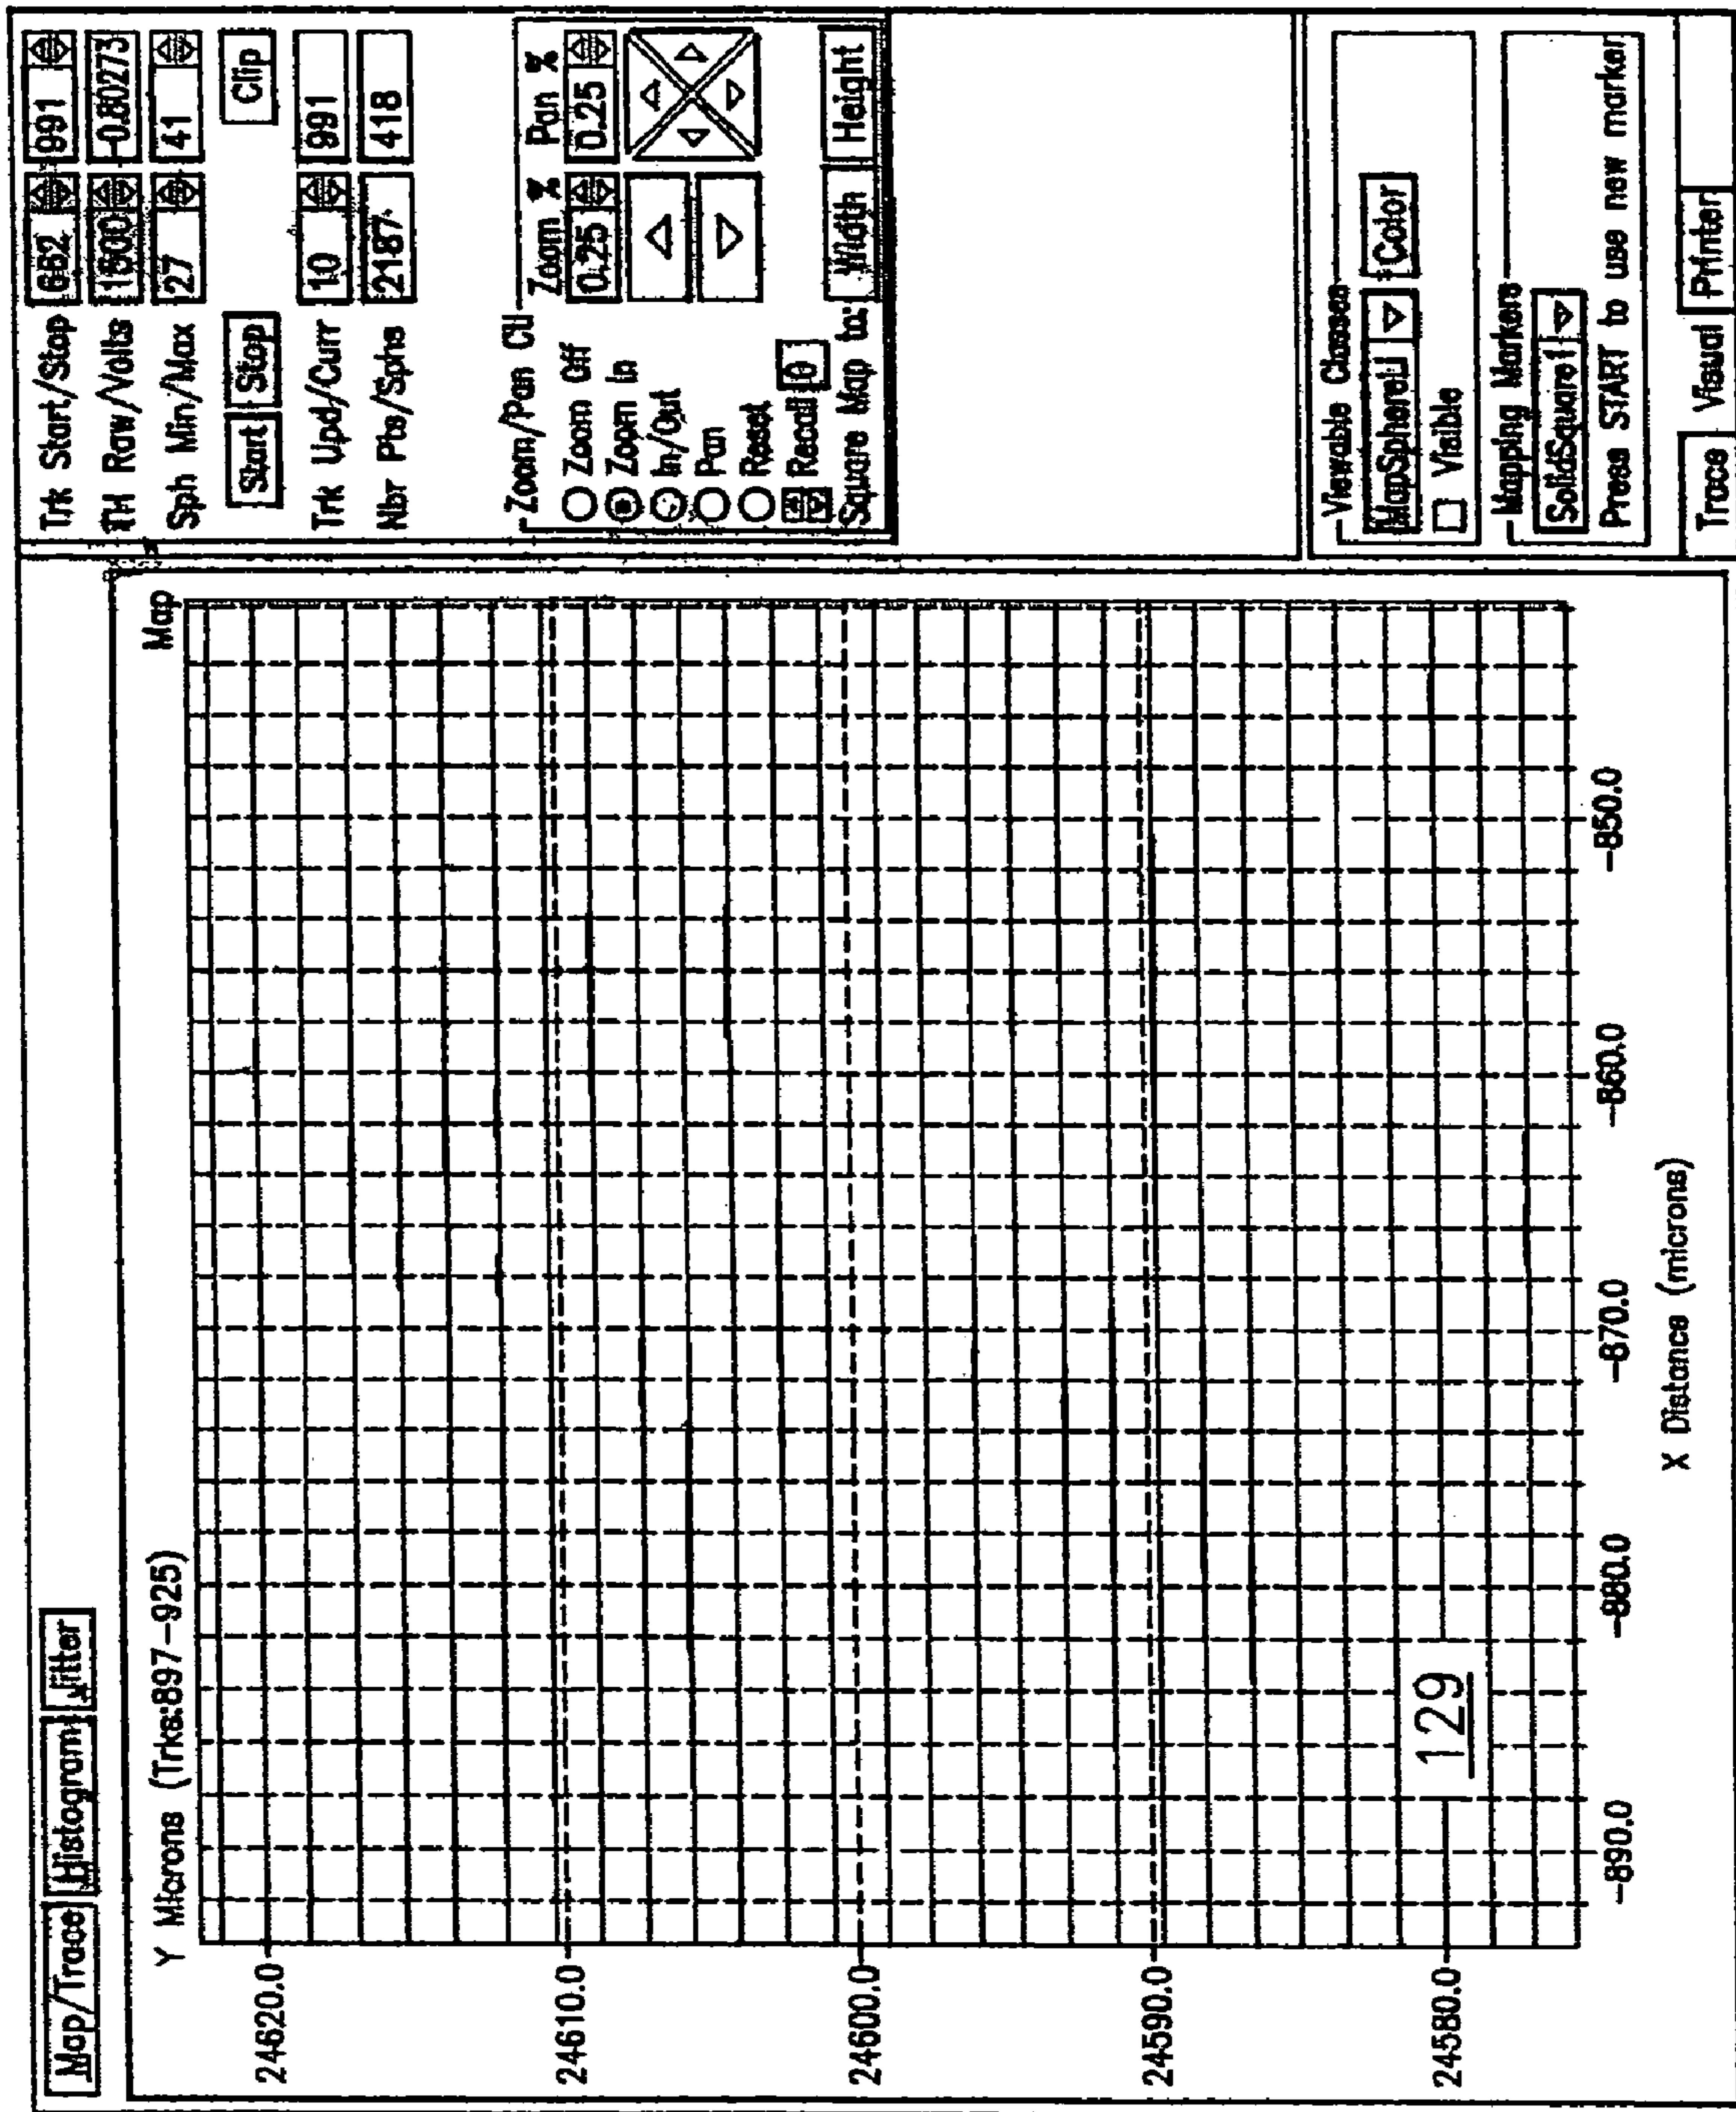 Map/Trace Histogram Jitter
Y Microns (Trks:897-925)
Map
24620.0
24610.0
24600.0
24590.0
24580.0
129
-890.0 -880.0 -870.0 -860.0 -850.0
X Distance (microns)
Trk Start/Stop 662 991
TH Raw/Volts 1600 -0.80273
Sph Min/Max 27 41
Start Stop Clip
Trk Upd/Curr 10 991
Nbr Pts/Sphs 2187 418
Zoom/Pan Ctl
Zoom % Pan %
Zoom Off 0.25 0.25
Zoom In
In/Out
Pan
Reset
Recall 0
Square Map to: Width Height
Viewable Classes
MapSphereLJ Color
Visible
Mapping Markers
SolidSquare1
Press START to use new marker
Trace Visual Printer